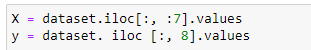 X = dataset.iloc[:, :7].values
y = dataset. iloc [:, 8].values